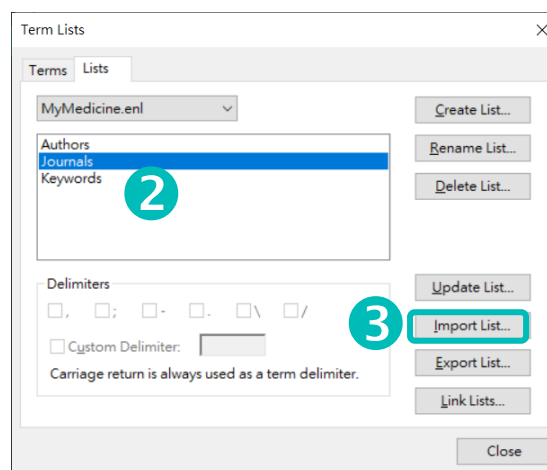 Term Lists
Terms Lists
MyMedicine.enl
Create List...
Authors
Journals
Keywords
2
Rename List...
Delete List...
Delimiters
, ; - . \ /
Custom Delimiter:
Carriage return is always used as a term delimiter.
Update List...
3
Import List...
Export List...
Link Lists...
Close